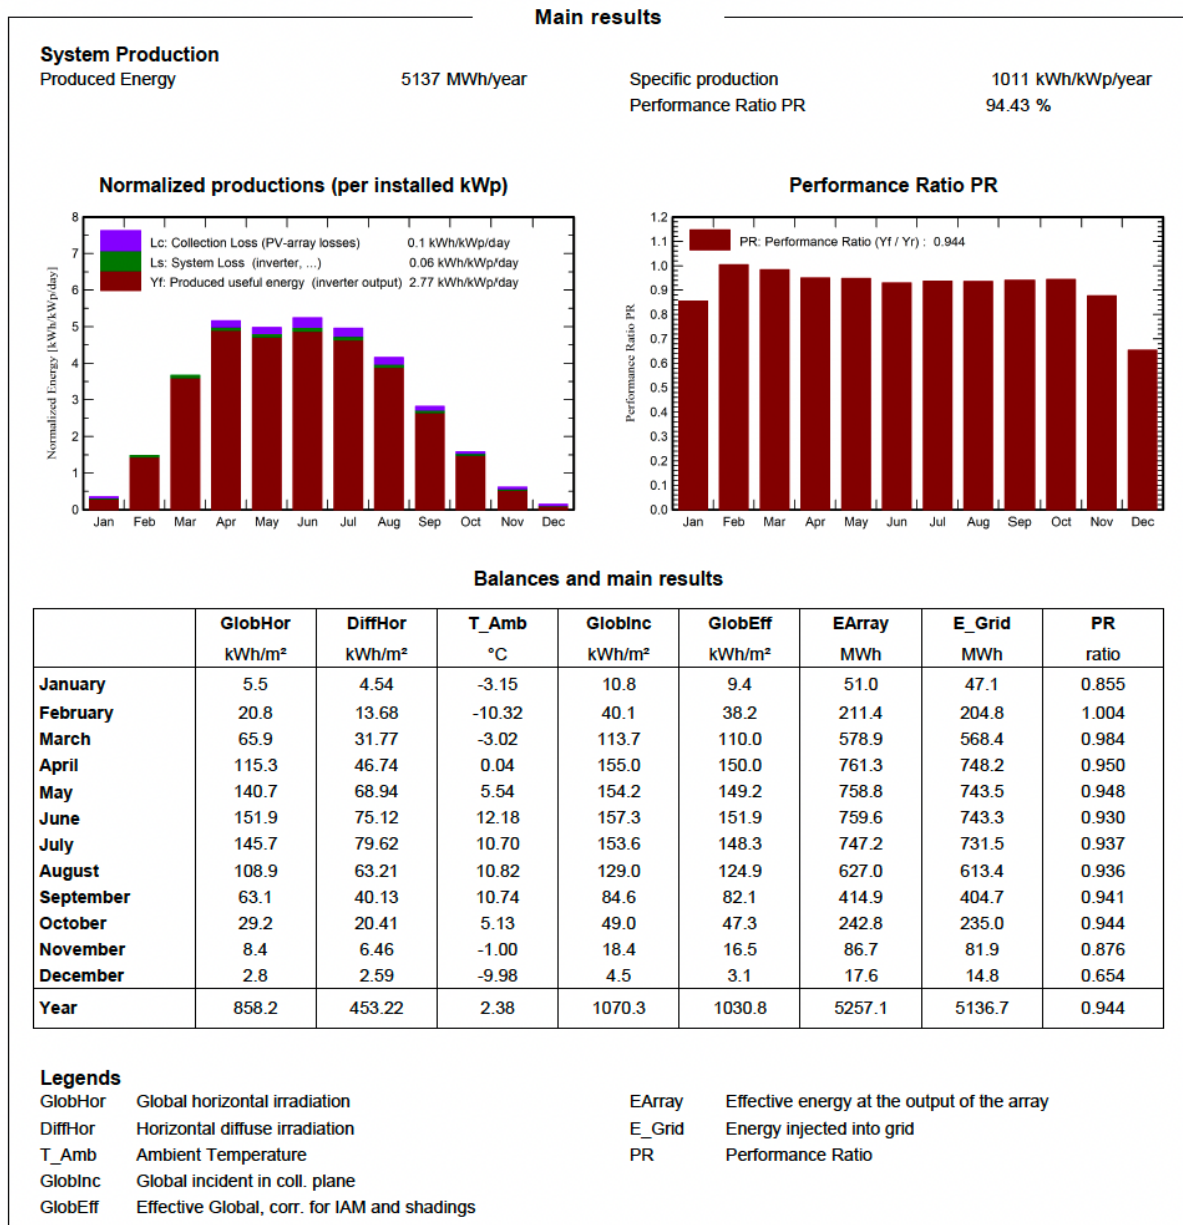 Main results
System Production
Produced Energy 5137 MWh/year Specific production 1011 kWh/kWp/year
Performance Ratio PR 94.43 %
Normalized productions (per installed kWp)
8
7
6
5
4
3
2
1
0
Normalized Energy [kWh/kWp/day]
Lc: Collection Loss (PV-array losses) 0.1 kWh/kWp/day
Ls: System Loss (inverter, ...) 0.06 kWh/kWp/day
Yf: Produced useful energy (inverter output) 2.77 kWh/kWp/day
Jan Feb Mar Apr May Jun Jul Aug Sep Oct Nov Dec
Performance Ratio PR
1.2
1.1
1.0
0.9
0.8
0.7
0.6
0.5
0.4
0.3
0.2
0.1
0.0
Performance Ratio PR
PR: Performance Ratio (Yf / Yr) : 0.944
Jan Feb Mar Apr May Jun Jul Aug Sep Oct Nov Dec
Balances and main results
GlobHor DiffHor T_Amb GlobInc GlobEff EArray E_Grid PR
kWh/m² kWh/m² °C kWh/m² kWh/m² MWh MWh ratio
January 5.5 4.54 -3.15 10.8 9.4 51.0 47.1 0.855
February 20.8 13.68 -10.32 40.1 38.2 211.4 204.8 1.004
March 65.9 31.77 -3.02 113.7 110.0 578.9 568.4 0.984
April 115.3 46.74 0.04 155.0 150.0 761.3 748.2 0.950
May 140.7 68.94 5.54 154.2 149.2 758.8 743.5 0.948
June 151.9 75.12 12.18 157.3 151.9 759.6 743.3 0.930
July 145.7 79.62 10.70 153.6 148.3 747.2 731.5 0.937
August 108.9 63.21 10.82 129.0 124.9 627.0 613.4 0.936
September 63.1 40.13 10.74 84.6 82.1 414.9 404.7 0.941
October 29.2 20.41 5.13 49.0 47.3 242.8 235.0 0.944
November 8.4 6.46 -1.00 18.4 16.5 86.7 81.9 0.876
December 2.8 2.59 -9.98 4.5 3.1 17.6 14.8 0.654
Year 858.2 453.22 2.38 1070.3 1030.8 5257.1 5136.7 0.944
Legends
GlobHor Global horizontal irradiation EArray Effective energy at the output of the array
DiffHor Horizontal diffuse irradiation E_Grid Energy injected into grid
T_Amb Ambient Temperature PR Performance Ratio
GlobInc Global incident in coll. plane
GlobEff Effective Global, corr. for IAM and shadings